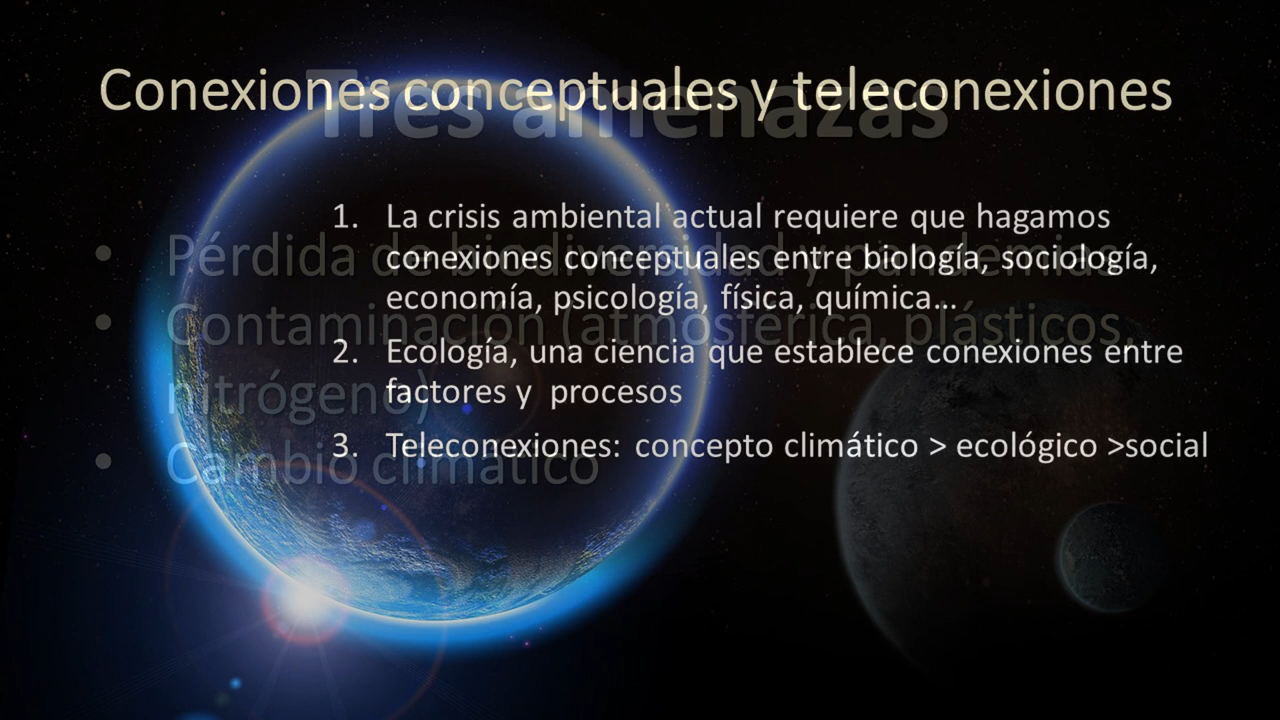 Conexiones conceptuales y teleconexiones
Tres amenazas
1. La crisis ambiental actual requiere que hagamos
conexiones conceptuales entre biología, sociología,
economía, psicología, física, química...
2. Ecología, una ciencia que establece conexiones entre
factores y procesos
3. Teleconexiones: concepto climático > ecológico >social
• Pérdida de biodiversidad y pandemias
• Contaminación (atmosférica, plásticos,
nitrógeno)
• Cambio climático